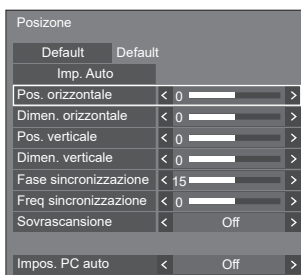 Posizone
Default Default
Imp. Auto
Pos. orizzontale < 0 >
Dimen. orizzontale < 0 >
Pos. verticale < 0 >
Dimen. verticale < 0 >
Fase sincronizzazione < 15 >
Freq sincronizzazione < 0 >
Sovrascansione < Off >
Impos. PC auto < Off >